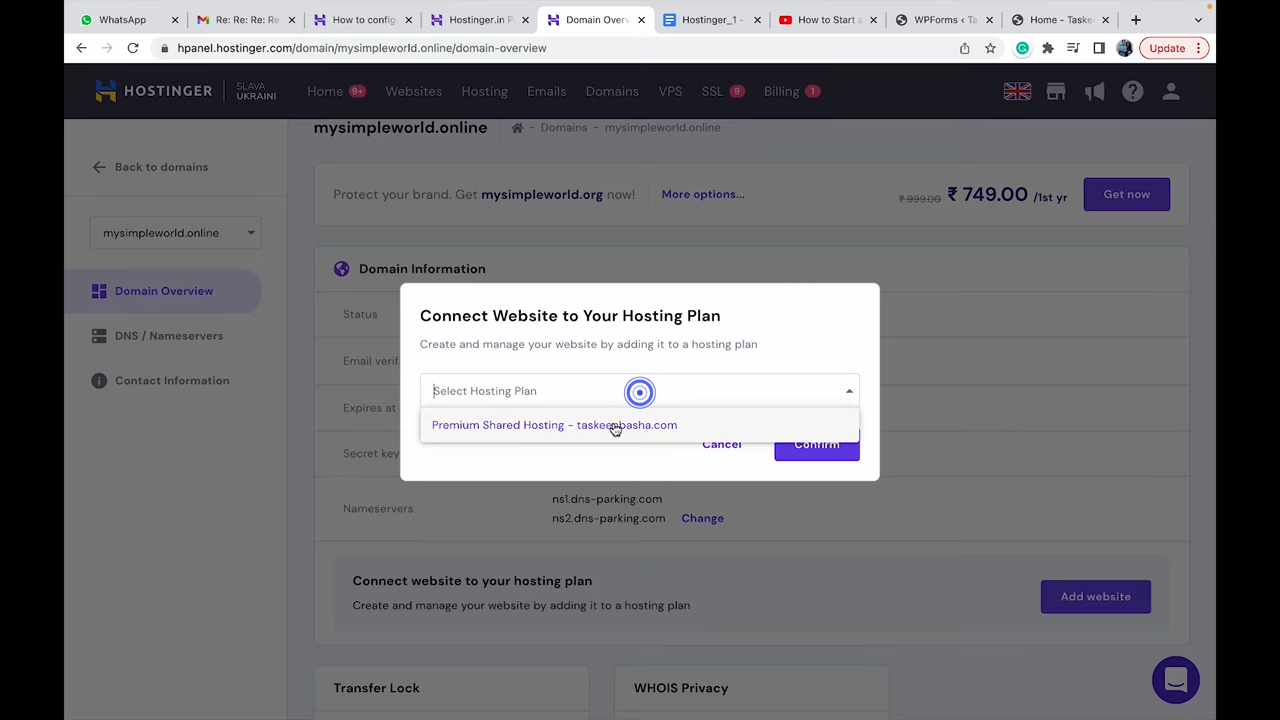 WhatsApp
Re: Re: Re: Re
How to config
Hostinger.in P
Domain Over
Hostinger_1 -
How to Start a
WPForms ‹ Ta
Home - Taske
hpanel.hostinger.com/domain/mysimpleworld.online/domain-overview
Update
HOSTINGER
SLAVA
UKRAINI
Home 9+
Websites
Hosting
Emails
Domains
VPS
SSL 9
Billing 1
mysimpleworld.online
- Domains - mysimpleworld.online
Back to domains
Protect your brand. Get mysimpleworld.org now!
More options...
₹ 999.00 ₹ 749.00 /1st yr
Get now
mysimpleworld.online
Domain Overview
DNS / Nameservers
Contact Information
Domain Information
Status
Email verif
Expires at
Secret key
Nameservers
ns1.dns-parking.com
ns2.dns-parking.com
Change
Connect Website to Your Hosting Plan
Create and manage your website by adding it to a hosting plan
Select Hosting Plan
Premium Shared Hosting - taskeenbasha.com
Cancel
Confirm
Connect website to your hosting plan
Create and manage your website by adding it to a hosting plan
Add website
Transfer Lock
WHOIS Privacy